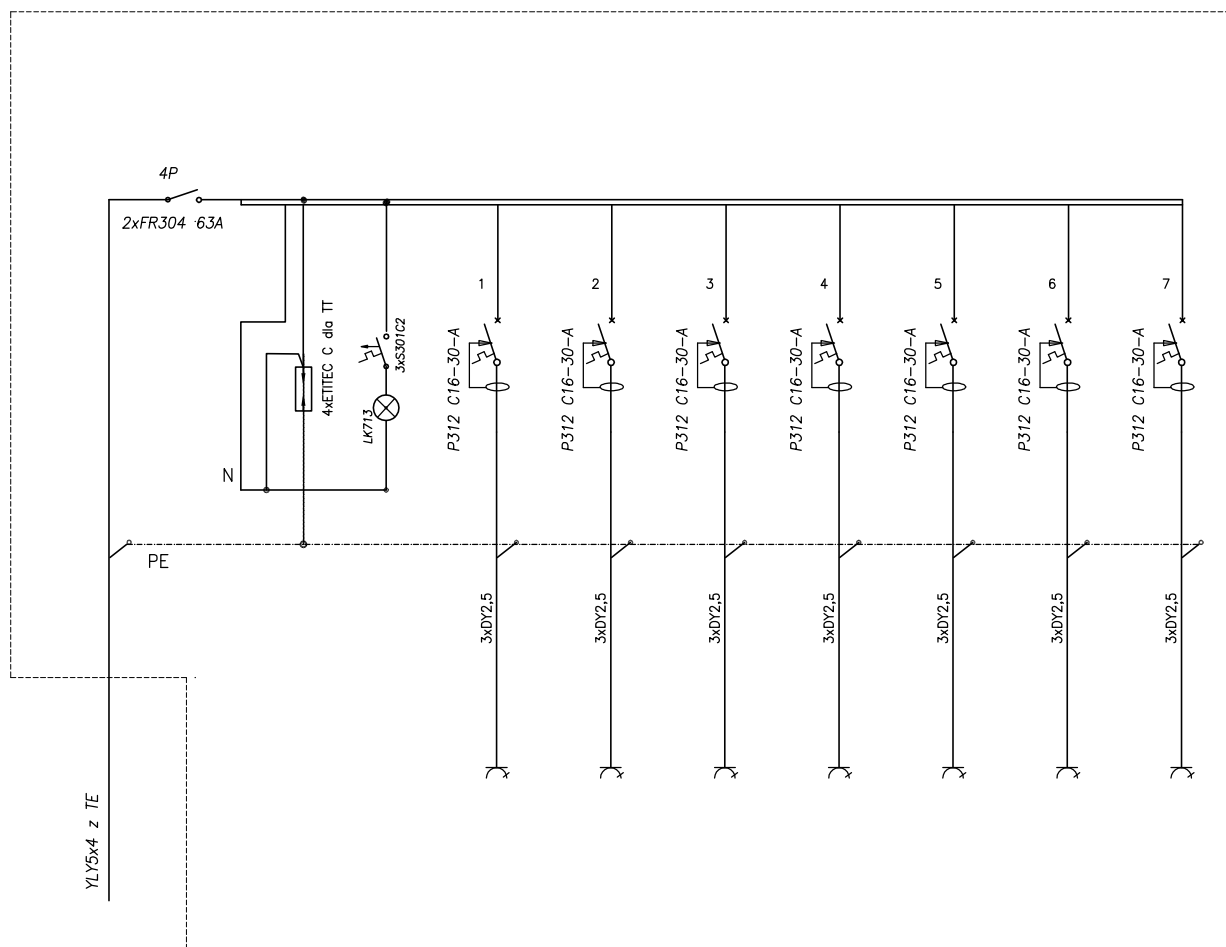 4P
2xFR304 63A
4xETITEC C dla TT
3xS301C2
LK713
N
PE
1
2
3
4
5
6
7
P312 C16-30-A
P312 C16-30-A
P312 C16-30-A
P312 C16-30-A
P312 C16-30-A
P312 C16-30-A
P312 C16-30-A
3xDY2,5
3xDY2,5
3xDY2,5
3xDY2,5
3xDY2,5
3xDY2,5
3xDY2,5
YLY5x4 z TE